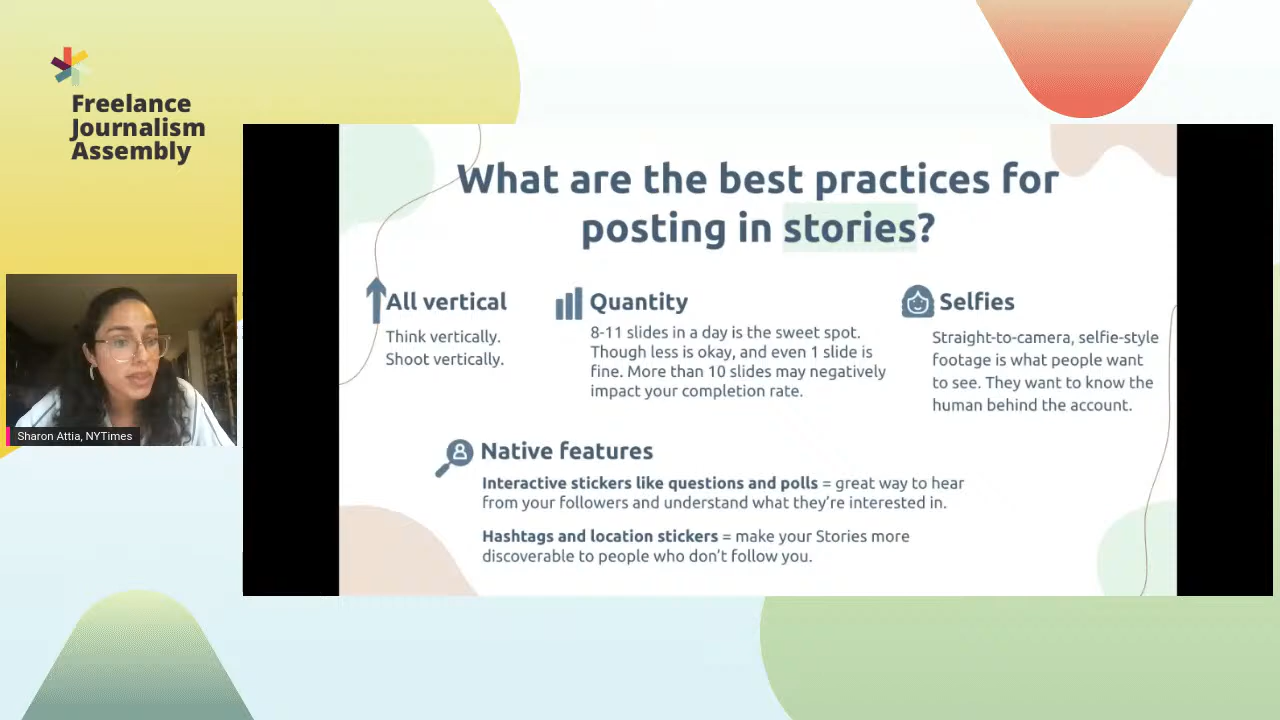 Freelance
Journalism
Assembly
What are the best practices for
posting in stories?
All vertical
Think vertically.
Shoot vertically.
Quantity
8-11 slides in a day is the sweet spot.
Though less is okay, and even 1 slide is
fine. More than 10 slides may negatively
impact your completion rate.
Selfies
Straight-to-camera, selfie-style
footage is what people want
to see. They want to know the
human behind the account.
Native features
Interactive stickers like questions and polls = great way to hear
from your followers and understand what they're interested in.
Hashtags and location stickers = make your Stories more
discoverable to people who don't follow you.
Sharon Attia, NYTimes